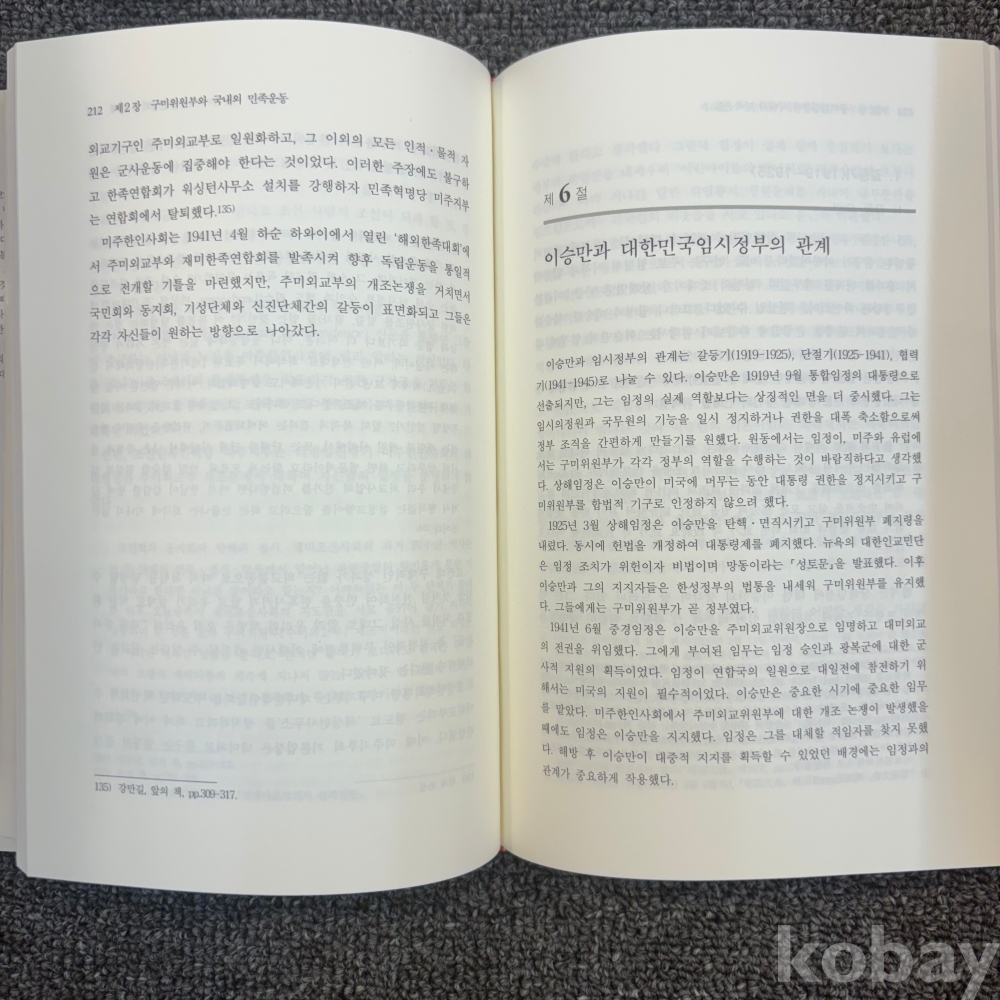 212 제2장 구미위원부와 국내외 민족운동
외교기구인 주미외교부로 일원화하고, 그 이외의 모든 인적·물적 자
원은 군사운동에 집중해야 한다는 것이었다. 이러한 주장에도 불구하
고 한족연합회가 워싱턴사무소 설치를 강행하자 민족혁명당 미주지부
는 연합회에서 탈퇴했다.135)
미주한인사회는 1941년 4월 하순 하와이에서 열린 '해외한족대회'에
서 주미외교부와 재미한족연합회를 발족시켜 향후 독립운동을 통일적
으로 전개할 기틀을 마련했지만, 주미외교부의 개조논쟁을 거치면서
국민회와 동지회, 기성단체와 신진단체간의 갈등이 표면화되고 그들은
각각 자신들이 원하는 방향으로 나아갔다.
135) 강만길, 앞의 책, pp.309-317.
제 6 절
이승만과 대한민국임시정부의 관계
이승만과 임시정부의 관계는 갈등기(1919-1925), 단절기(1925-1941), 협력
기(1941-1945)로 나눌 수 있다. 이승만은 1919년 9월 통합임정의 대통령으로
선출되지만, 그는 임정의 실제 역할보다는 상징적인 면을 더 중시했다. 그는
임시의정원과 국무원의 기능을 일시 정지하거나 권한을 대폭 축소함으로써
정부 조직을 간편하게 만들기를 원했다. 원동에서는 임정이, 미주와 유럽에
서는 구미위원부가 각각 정부의 역할을 수행하는 것이 바람직하다고 생각했
다. 상해임정은 이승만이 미국에 머무는 동안 대통령 권한을 정지시키고 구
미위원부를 합법적 기구로 인정하지 않으려 했다.
1925년 3월 상해임정은 이승만을 탄핵·면직시키고 구미위원부 폐지령을
내렸다. 동시에 헌법을 개정하여 대통령제를 폐지했다. 뉴욕의 대한인교민단
은 임정 조치가 위헌이자 비법이며 망동이라는 『성토문』을 발표했다. 이후
이승만과 그의 지지자들은 한성정부의 법통을 내세워 구미위원부를 유지했
다. 그들에게는 구미위원부가 곧 정부였다.
1941년 6월 중경임정은 이승만을 주미외교위원장으로 임명하고 대미외교
의 전권을 위임했다. 그에게 부여된 임무는 임정 승인과 광복군에 대한 군
사적 지원의 획득이었다. 임정이 연합국의 일원으로 대일전에 참전하기 위
해서는 미국의 지원이 필수적이었다. 이승만은 중요한 시기에 중요한 임무
를 맡았다. 미주한인사회에서 주미외교위원부에 대한 개조 논쟁이 발생했을
때에도 임정은 이승만을 지지했다. 임정은 그를 대체할 적임자를 찾지 못했
다. 해방 후 이승만이 대중적 지지를 획득할 수 있었던 배경에는 임정과의
관계가 중요하게 작용했다.
kobay